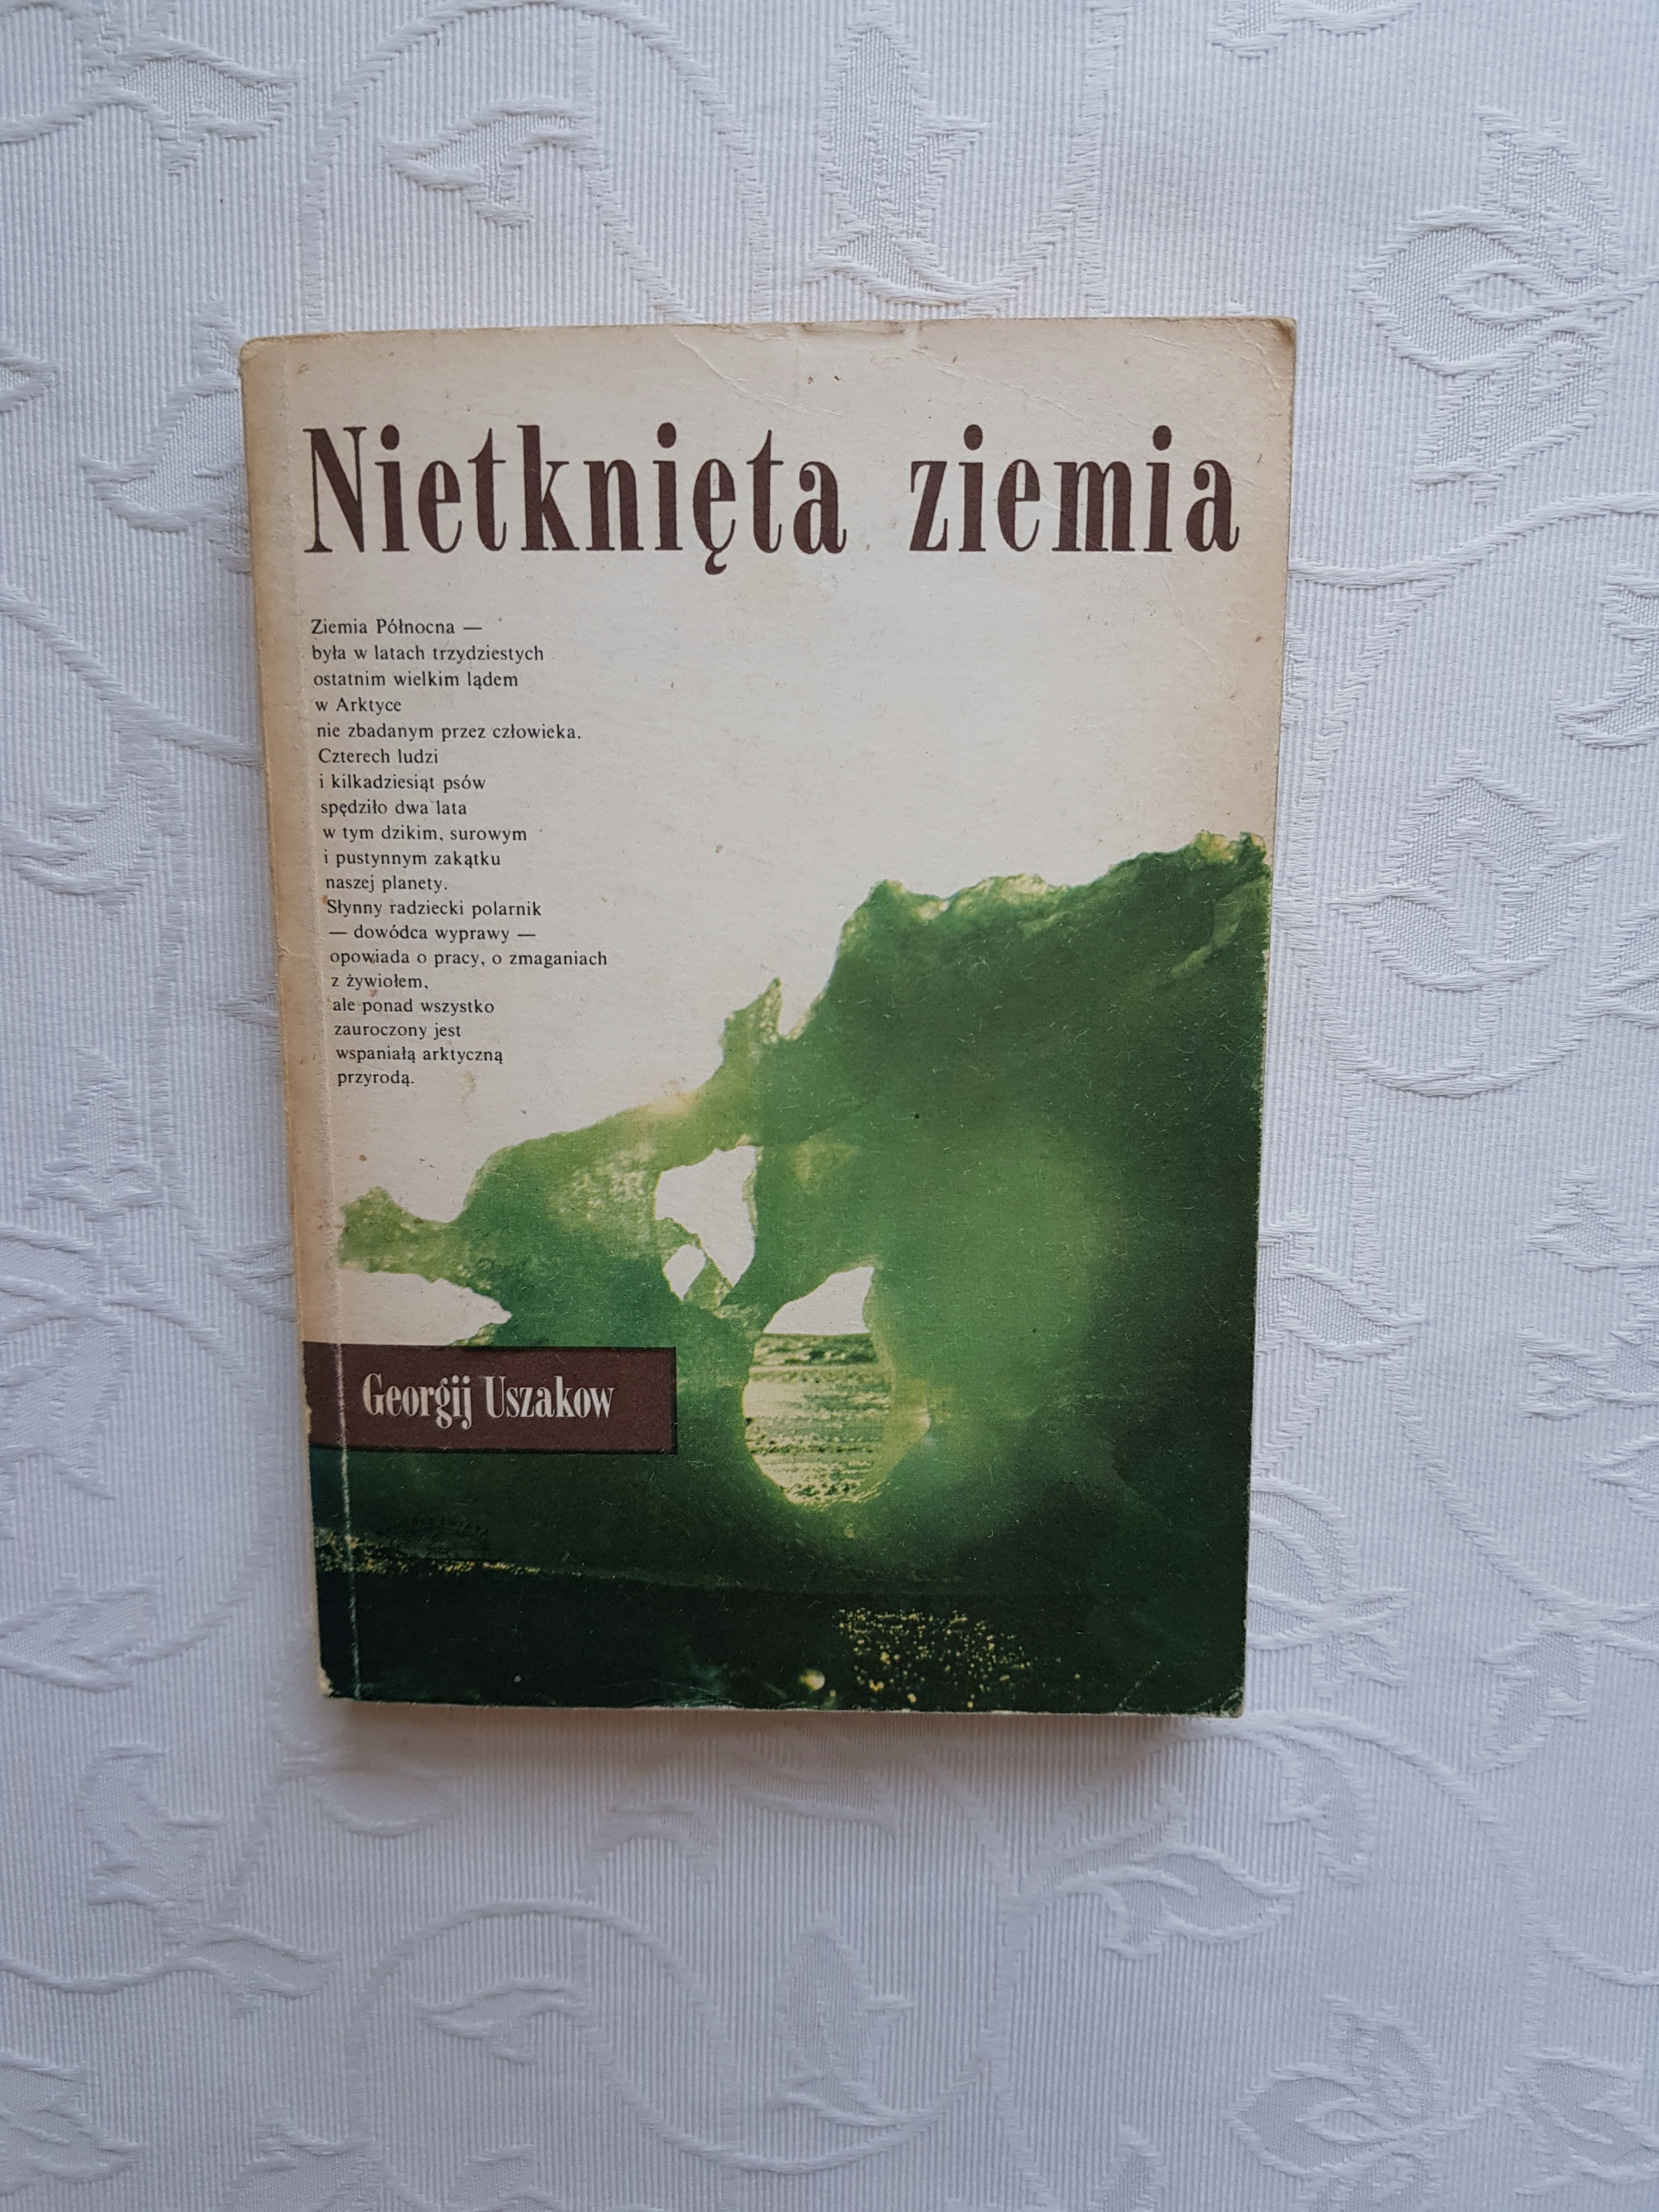 Nietknięta ziemia
Ziemia Północna —
była w latach trzydziestych
ostatnim wielkim lądem
w Arktyce
nie zbadanym przez człowieka.
Czterech ludzi
i kilkadziesiąt psów
spędziło dwa lata
w tym dzikim, surowym
i pustynnym zakątku
naszej planety.
Słynny radziecki polarnik
— dowódca wyprawy —
opowiada o pracy, o zmaganiach
z żywiołem,
ale ponad wszystko
zauroczony jest
wspaniałą arktyczną
przyrodą.
Georgij Uszakow